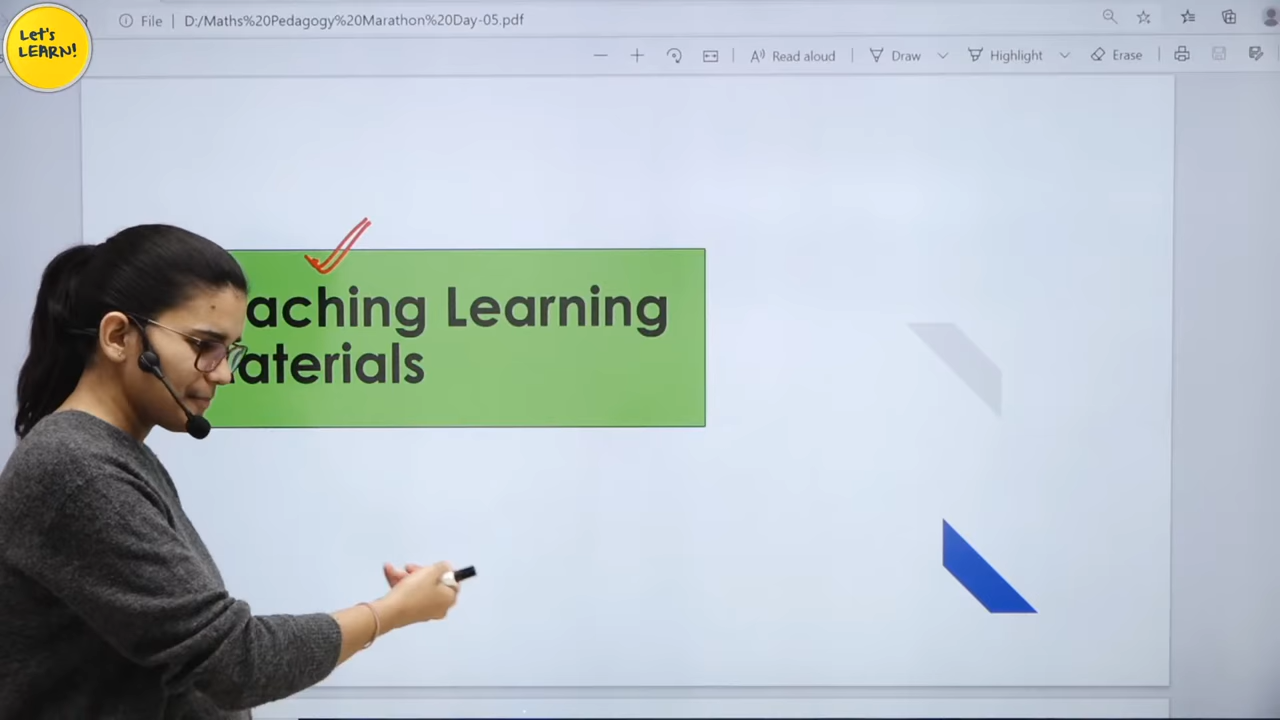 Let's
LEARN!
File
D:/Maths%20Pedagogy%20Marathon%20Day-05.pdf
Read aloud
Draw
Highlight
Erase
aching Learning
aterials